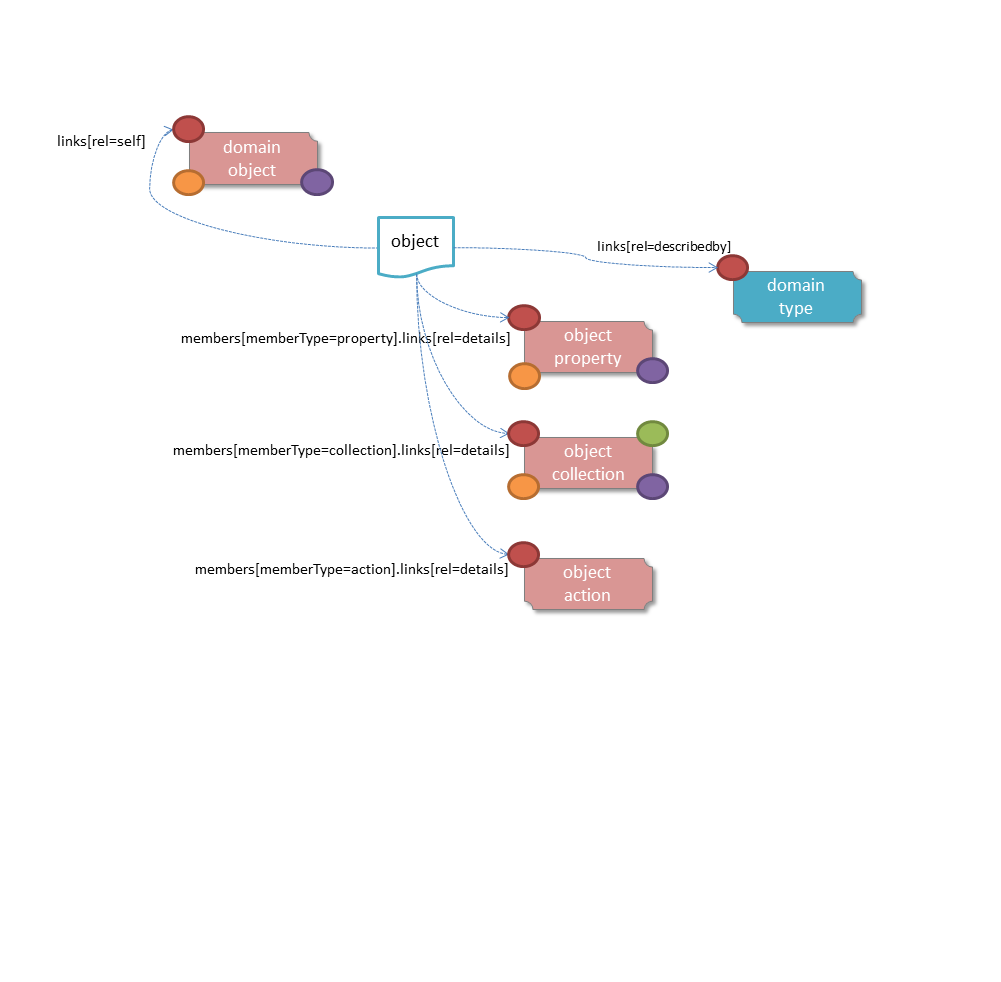 links[rel=self]
domain
object
object
links[rel=describedby]
domain
type
members[memberType=property].links[rel=details]
object
property
members[memberType=collection].links[rel=details]
object
collection
members[memberType=action].links[rel=details]
object
action